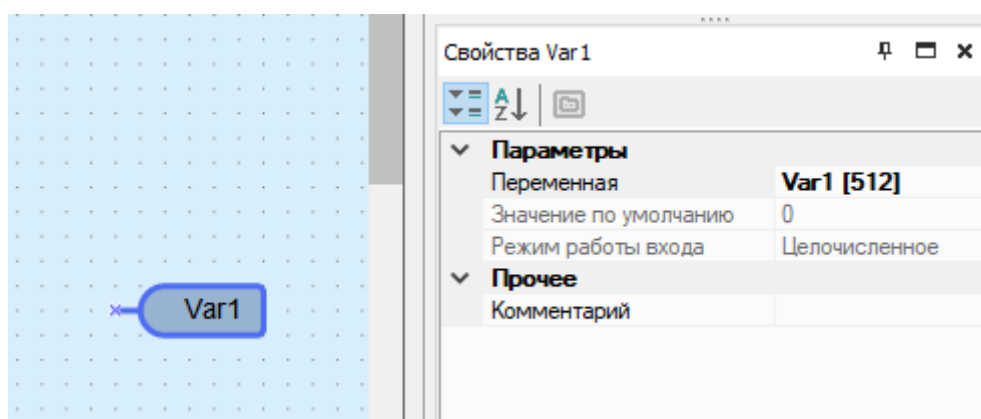 Свойства Var1
Параметры
Переменная Var1 [512]
Значение по умолчанию 0
Режим работы входа Целочисленное
Прочее
Комментарий
Var1